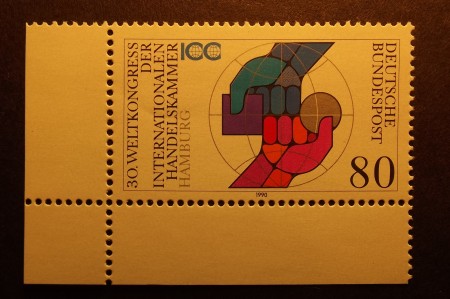 30. WELTKONGRESS
DER
INTERNATIONALEN
HANDELSKAMMER
HAMBURG
ICC
DEUTSCHE
BUNDESPOST
80
1990